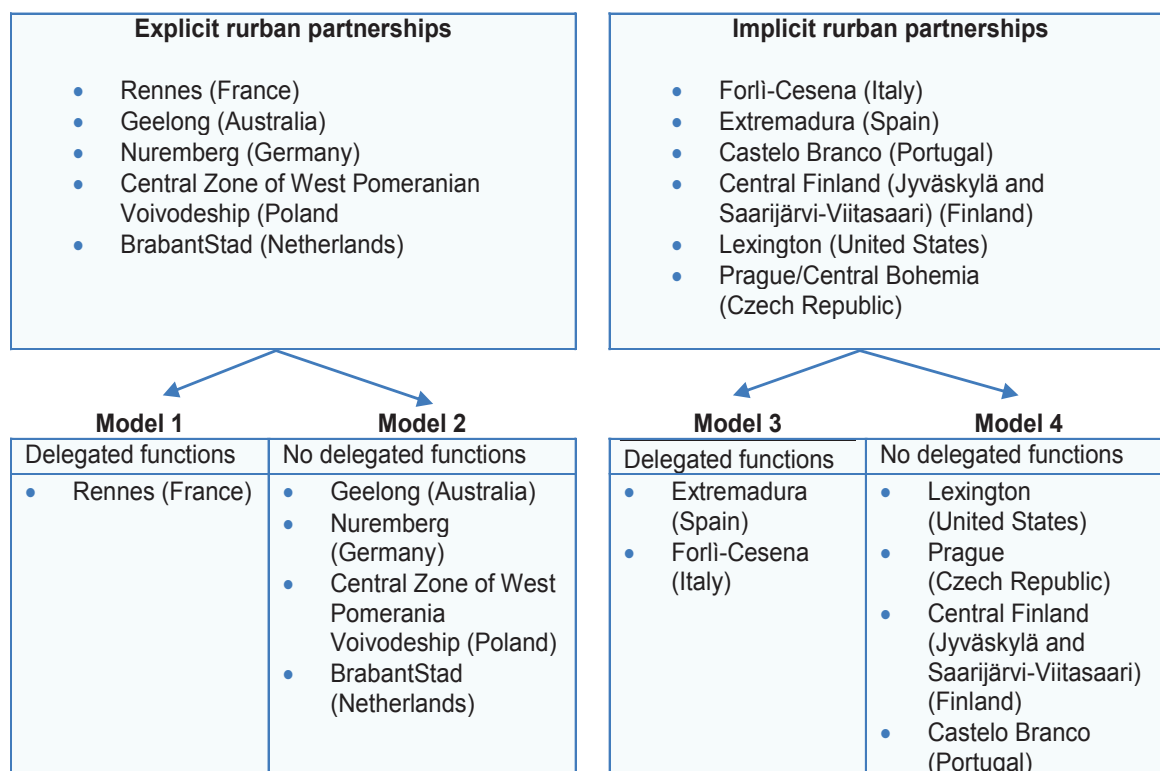 Explicit rurban partnerships
• Rennes (France)
• Geelong (Australia)
• Nuremberg (Germany)
• Central Zone of West Pomeranian
Voivodeship (Poland
• BrabantStad (Netherlands)
Implicit rurban partnerships
• Forlì-Cesena (Italy)
• Extremadura (Spain)
• Castelo Branco (Portugal)
• Central Finland (Jyväskylä and
Saarijärvi-Viitasaari) (Finland)
• Lexington (United States)
• Prague/Central Bohemia
(Czech Republic)
Model 1
Delegated functions
• Rennes (France)
Model 2
No delegated functions
• Geelong (Australia)
• Nuremberg
(Germany)
• Central Zone of West
Pomerania
Voivodeship (Poland)
• BrabantStad
(Netherlands)
Model 3
Delegated functions
• Extremadura
(Spain)
• Forlì-Cesena
(Italy)
Model 4
No delegated functions
• Lexington
(United States)
• Prague
(Czech Republic)
• Central Finland
(Jyväskylä and
Saarijärvi-Viitasaari)
(Finland)
• Castelo Branco
(Portugal)